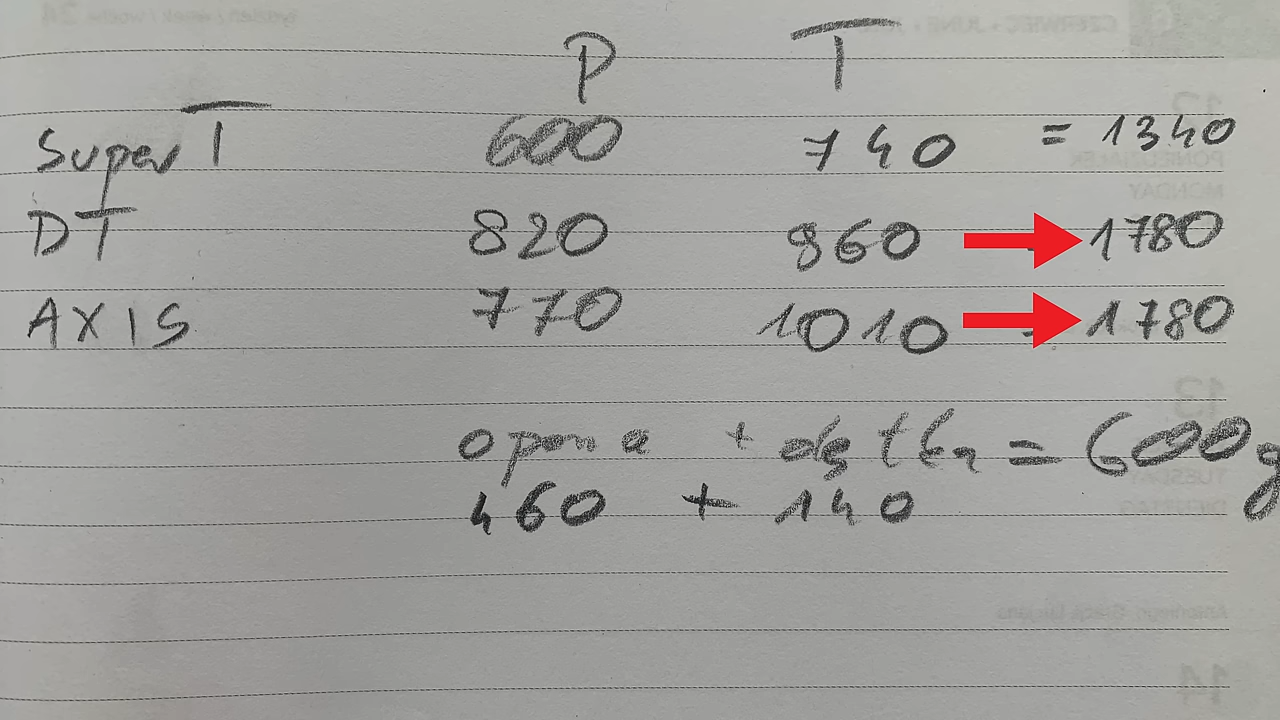 P T
Super T 600 740 = 1340
DT 820 960 1780
AXIS 770 1010 1780
opona + dętka = 600g
460 + 140